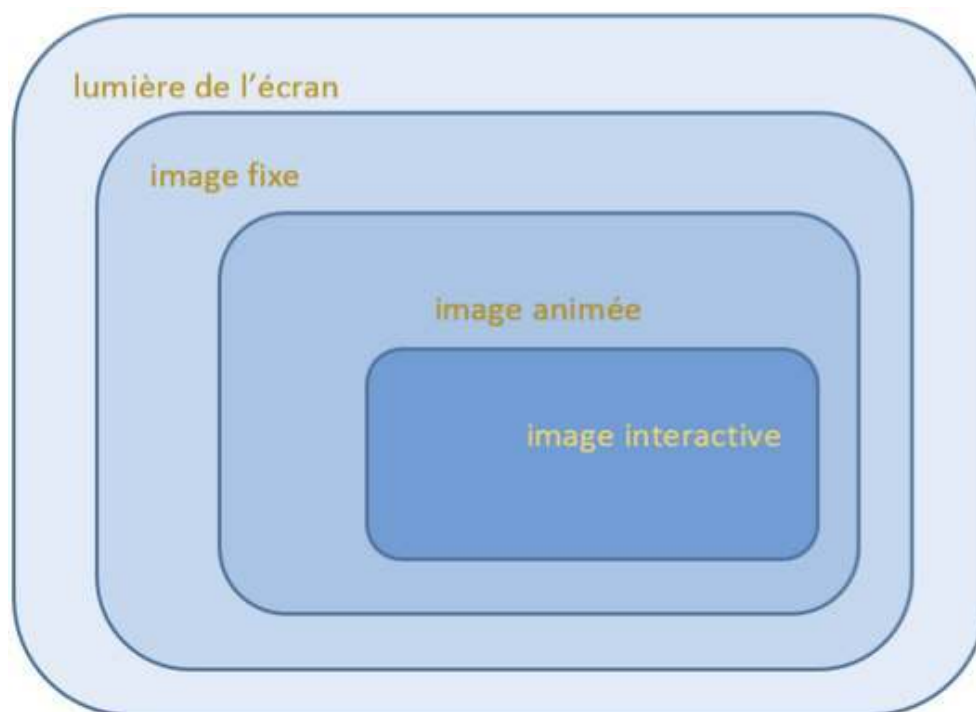 lumière de l’écran
image fixe
image animée
image interactive